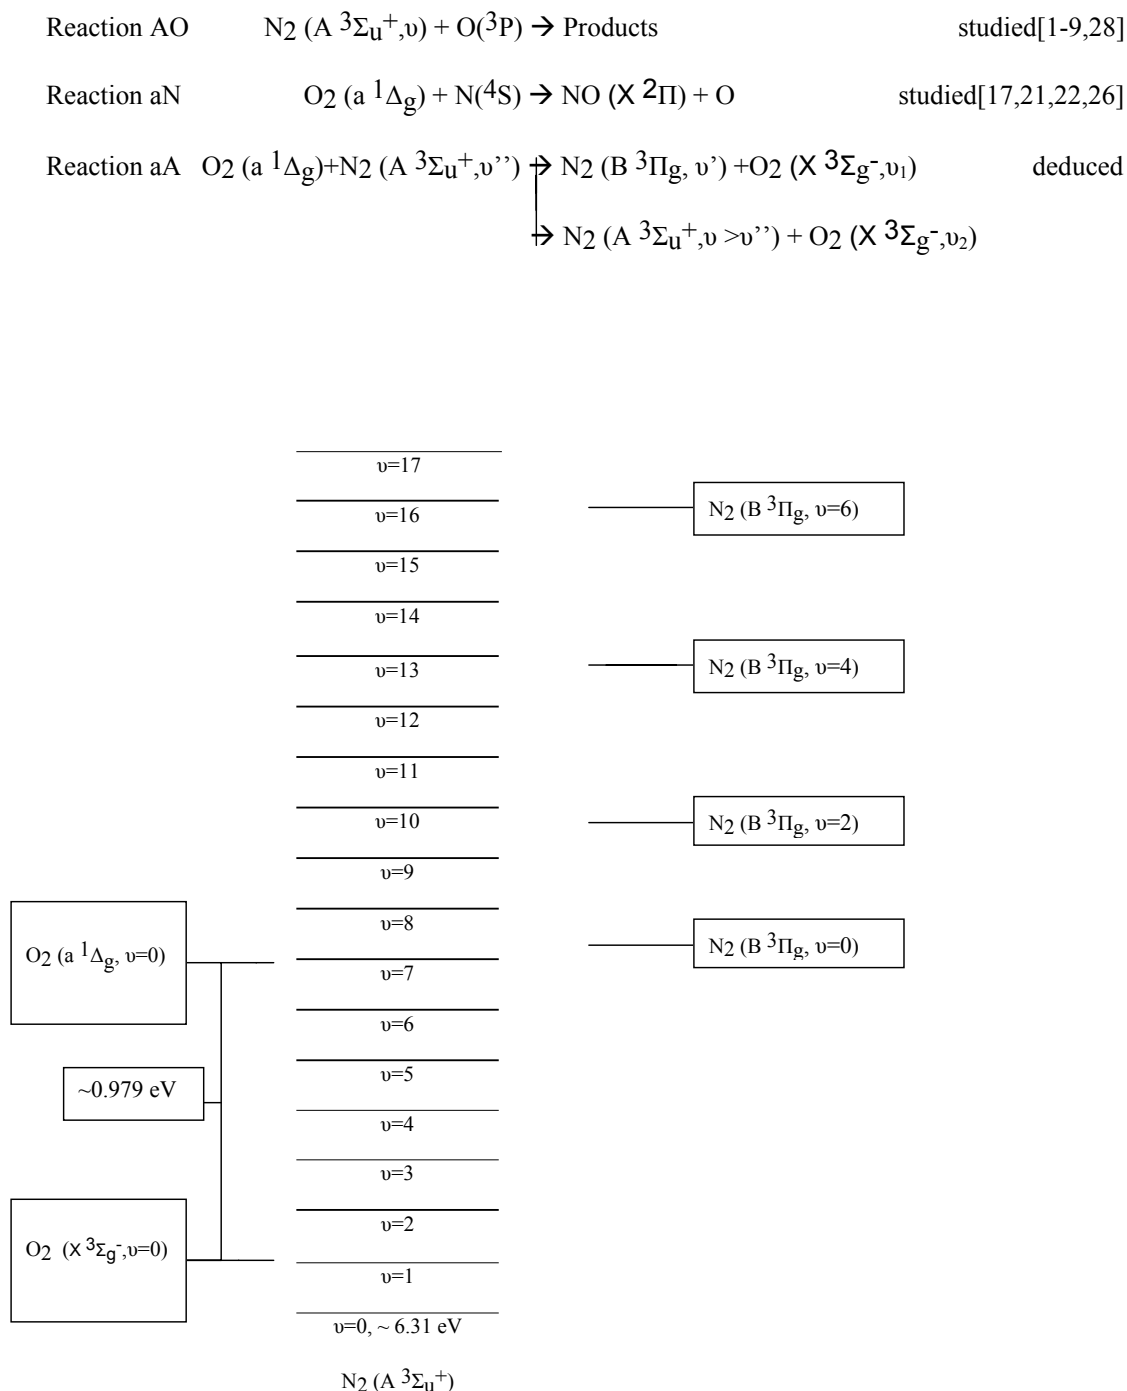 Reaction AO N2 (A ³Σu⁺,υ) + O(³P) → Products studied[1-9,28]
Reaction aN O2 (a ¹Δg) + N(⁴S) → NO (X ²Π) + O studied[17,21,22,26]
Reaction aA O2 (a ¹Δg)+N2 (A ³Σu⁺,υ’’) → N2 (B ³Πg, υ’) +O2 (X ³Σg⁻,υ1) deduced
→ N2 (A ³Σu⁺,υ >υ’’) + O2 (X ³Σg⁻,υ2)
υ=17
υ=16
N2 (B ³Πg, υ=6)
υ=15
υ=14
υ=13
N2 (B ³Πg, υ=4)
υ=12
υ=11
υ=10
N2 (B ³Πg, υ=2)
υ=9
υ=8
N2 (B ³Πg, υ=0)
O2 (a ¹Δg, υ=0)
υ=7
υ=6
υ=5
~0.979 eV
υ=4
υ=3
υ=2
O2 (X ³Σg⁻,υ=0)
υ=1
υ=0, ~ 6.31 eV
N2 (A ³Σu⁺)